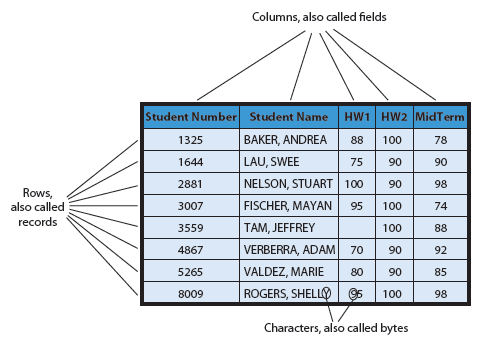 Columns, also called fields
Student Number Student Name HW1 HW2 MidTerm
1325 BAKER, ANDREA 88 100 78
1644 LAU, SWEE 75 90 90
2881 NELSON, STUART 100 90 98
3007 FISCHER, MAYAN 95 100 74
3559 TAM, JEFFREY 100 88
4867 VERBERRA, ADAM 70 90 92
5265 VALDEZ, MARIE 80 90 85
8009 ROGERS, SHELLY 95 100 98
Rows,
also called
records
Characters, also called bytes